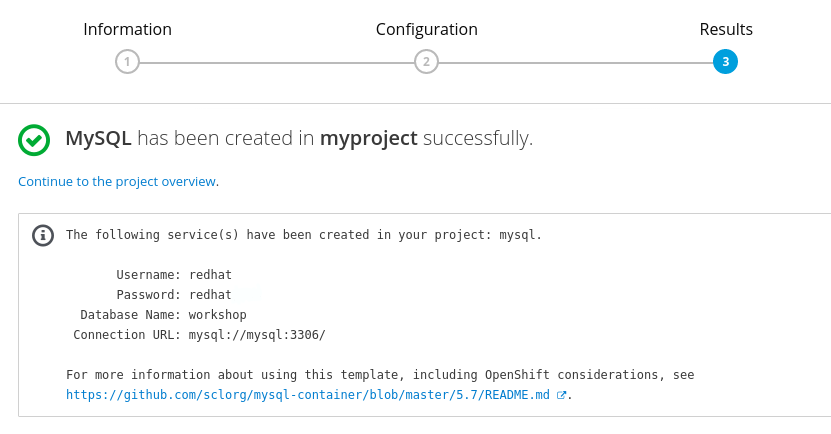 Information Configuration Results
1 2 3
MySQL has been created in myproject successfully.
Continue to the project overview.
The following service(s) have been created in your project: mysql.
Username: redhat
Password: redhat
Database Name: workshop
Connection URL: mysql://mysql:3306/
For more information about using this template, including OpenShift considerations, see
https://github.com/sclorg/mysql-container/blob/master/5.7/README.md .